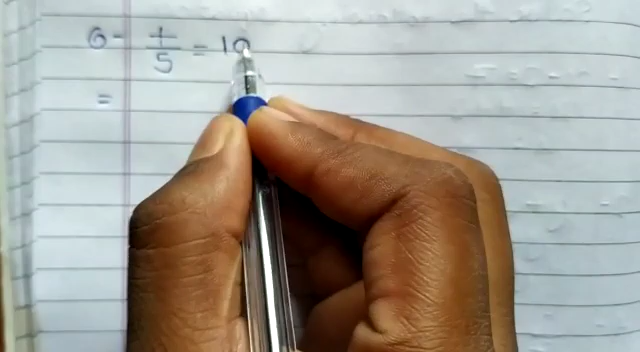 6 - t/5 = 10
=